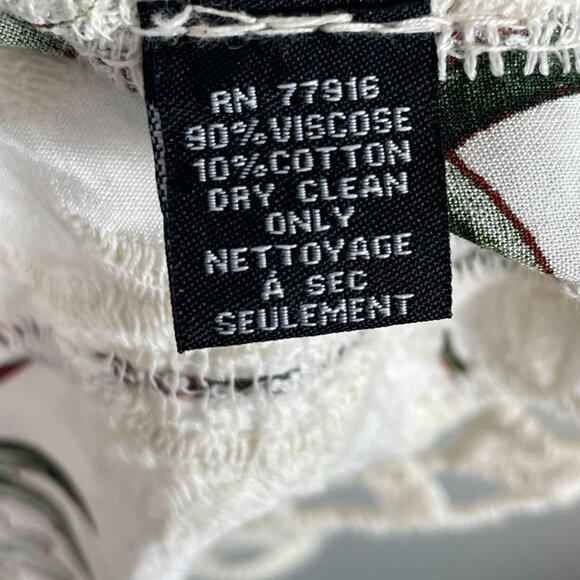 RN 77916
90%VISCOSE
10%COTTON
DRY CLEAN
ONLY
NETTOYAGE
À SEC
SEULEMENT